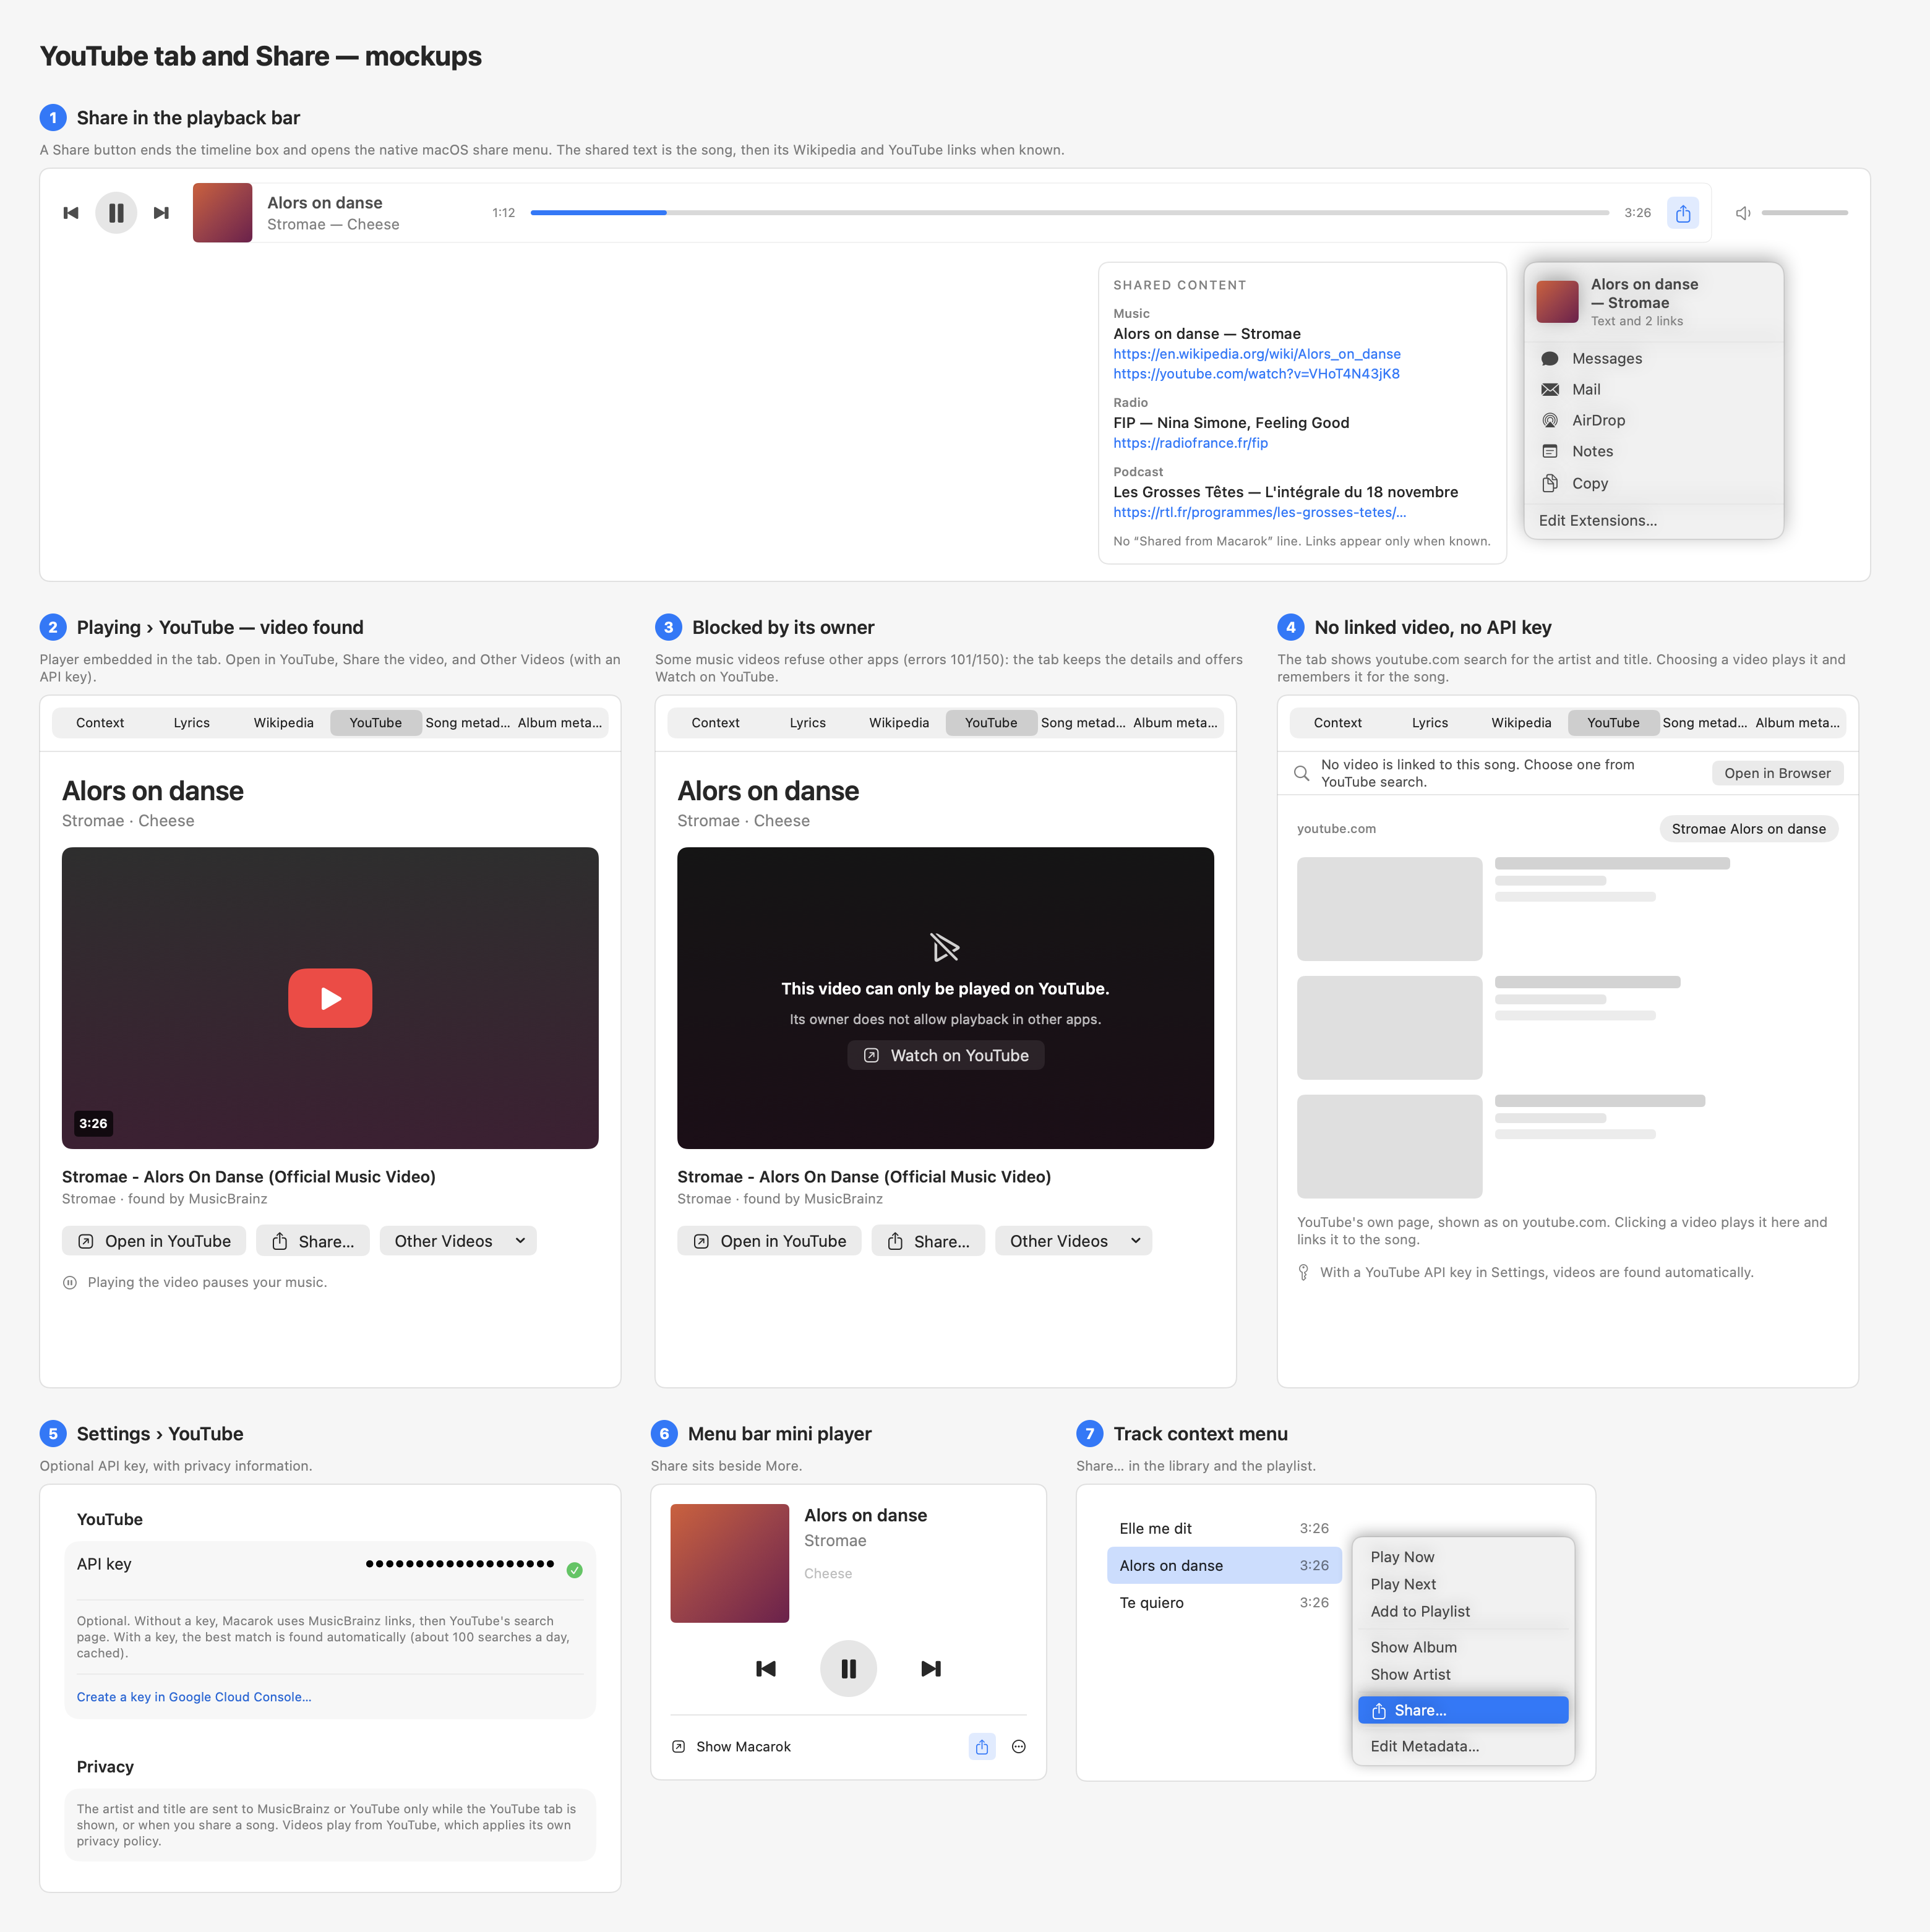 YouTube tab and Share — mockups
1 Share in the playback bar
A Share button ends the timeline box and opens the native macOS share menu. The shared text is the song, then its Wikipedia and YouTube links when known.
Alors on danse
Stromae — Cheese
1:12
3:26
SHARED CONTENT
Music
Alors on danse — Stromae
https://en.wikipedia.org/wiki/Alors_on_danse
https://youtube.com/watch?v=VHoT4N43jK8
Radio
FIP — Nina Simone, Feeling Good
https://radiofrance.fr/fip
Podcast
Les Grosses Têtes — L'intégrale du 18 novembre
https://rtl.fr/programmes/les-grosses-tetes/...
No “Shared from Macarok” line. Links appear only when known.
Alors on danse
— Stromae
Text and 2 links
Messages
Mail
AirDrop
Notes
Copy
Edit Extensions...
2 Playing › YouTube — video found
Player embedded in the tab. Open in YouTube, Share the video, and Other Videos (with an
API key).
Context Lyrics Wikipedia YouTube Song metad... Album meta...
Alors on danse
Stromae · Cheese
3:26
Stromae - Alors On Danse (Official Music Video)
Stromae · found by MusicBrainz
Open in YouTube Share... Other Videos
Playing the video pauses your music.
3 Blocked by its owner
Some music videos refuse other apps (errors 101/150): the tab keeps the details and offers
Watch on YouTube.
Context Lyrics Wikipedia YouTube Song metad... Album meta...
Alors on danse
Stromae · Cheese
This video can only be played on YouTube.
Its owner does not allow playback in other apps.
Watch on YouTube
Stromae - Alors On Danse (Official Music Video)
Stromae · found by MusicBrainz
Open in YouTube Share... Other Videos
4 No linked video, no API key
The tab shows youtube.com search for the artist and title. Choosing a video plays it and
remembers it for the song.
Context Lyrics Wikipedia YouTube Song metad... Album meta...
No video is linked to this song. Choose one from
YouTube search.
Open in Browser
youtube.com
Stromae Alors on danse
YouTube's own page, shown as on youtube.com. Clicking a video plays it here and
links it to the song.
With a YouTube API key in Settings, videos are found automatically.
5 Settings › YouTube
Optional API key, with privacy information.
YouTube
API key
Optional. Without a key, Macarok uses MusicBrainz links, then YouTube's search
page. With a key, the best match is found automatically (about 100 searches a day,
cached).
Create a key in Google Cloud Console...
Privacy
The artist and title are sent to MusicBrainz or YouTube only while the YouTube tab is
shown, or when you share a song. Videos play from YouTube, which applies its own
privacy policy.
6 Menu bar mini player
Share sits beside More.
Alors on danse
Stromae
Cheese
Show Macarok
7 Track context menu
Share... in the library and the playlist.
Elle me dit 3:26
Alors on danse 3:26
Te quiero 3:26
Play Now
Play Next
Add to Playlist
Show Album
Show Artist
Share...
Edit Metadata...